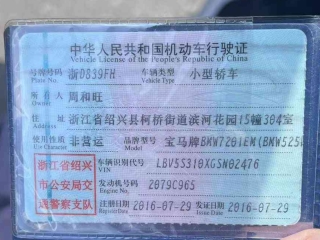 中华人民共和国机动车行驶证
Vehicle License of the People's Republic of China
号牌号码 浙D839FH 车辆类型 小型轿车
Plate No. Vehicle Type
所有人 周和旺
Owner
住址 浙江省绍兴县柯桥街道滨河花园15幢304室
使用性质 非营运 品牌型号 宝马牌BMW7201EM(BMW525L
Use Character Model
浙江省绍兴 车辆识别代号 LBV5S310XGSN02476
VIN
市公安局交 发动机号码 2079C965
Engine No.
通警察支队 注册日期 2016-07-29 发证日期 2016-07-29
Register Date Issue Date